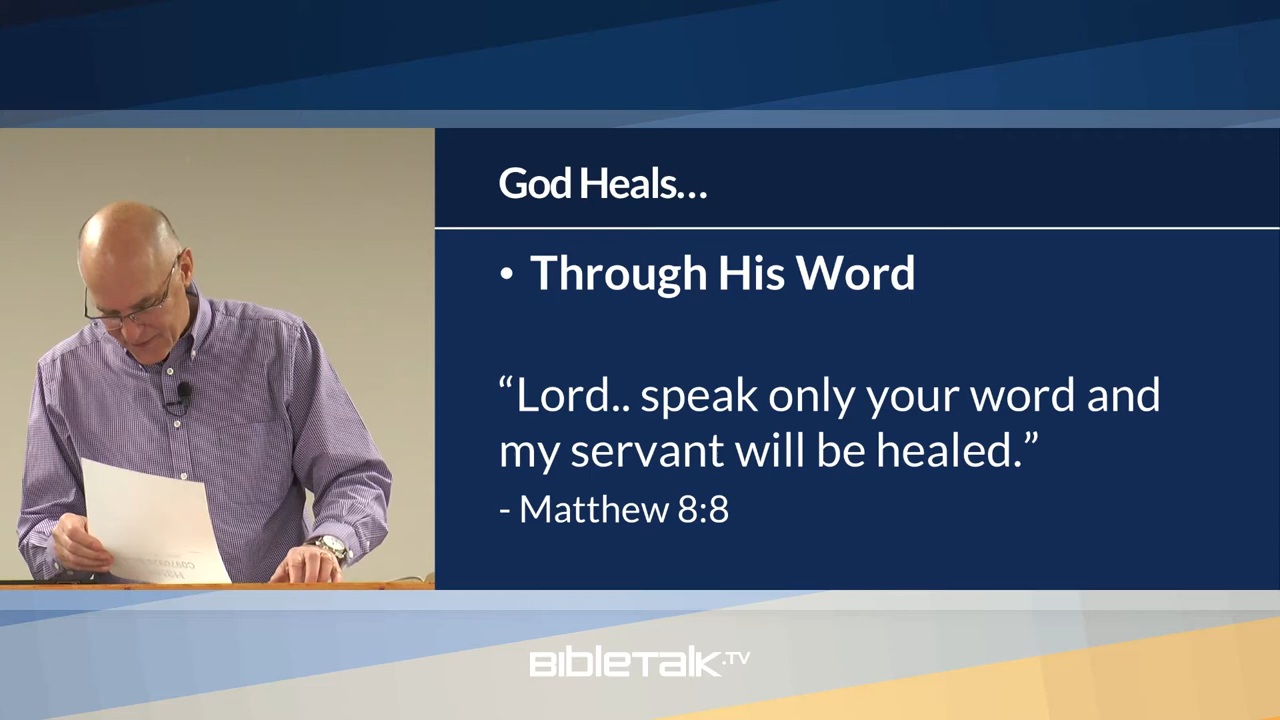 God Heals...
• Through His Word
“Lord.. speak only your word and
my servant will be healed.”
- Matthew 8:8
BibleTalk.TV